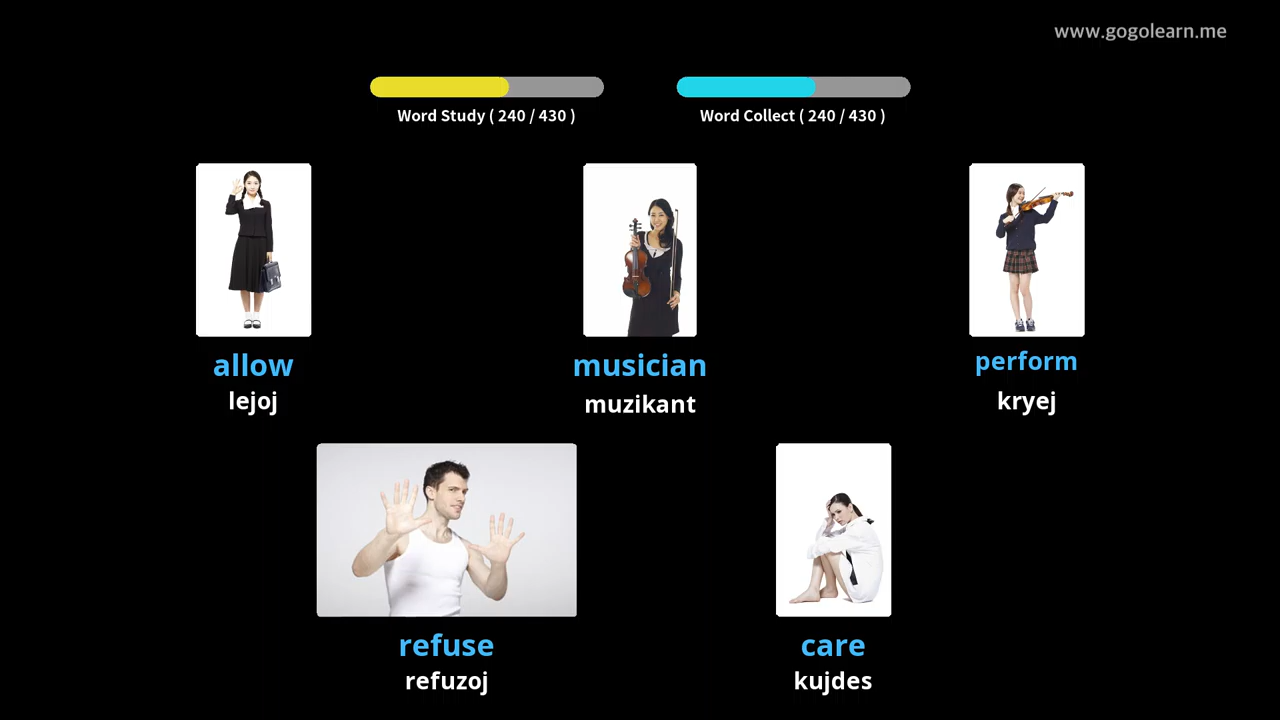 www.gogolearn.me
Word Study ( 240 / 430 )
Word Collect ( 240 / 430 )
allow
lejoj
musician
muzikant
perform
kryej
refuse
refuzoj
care
kujdes